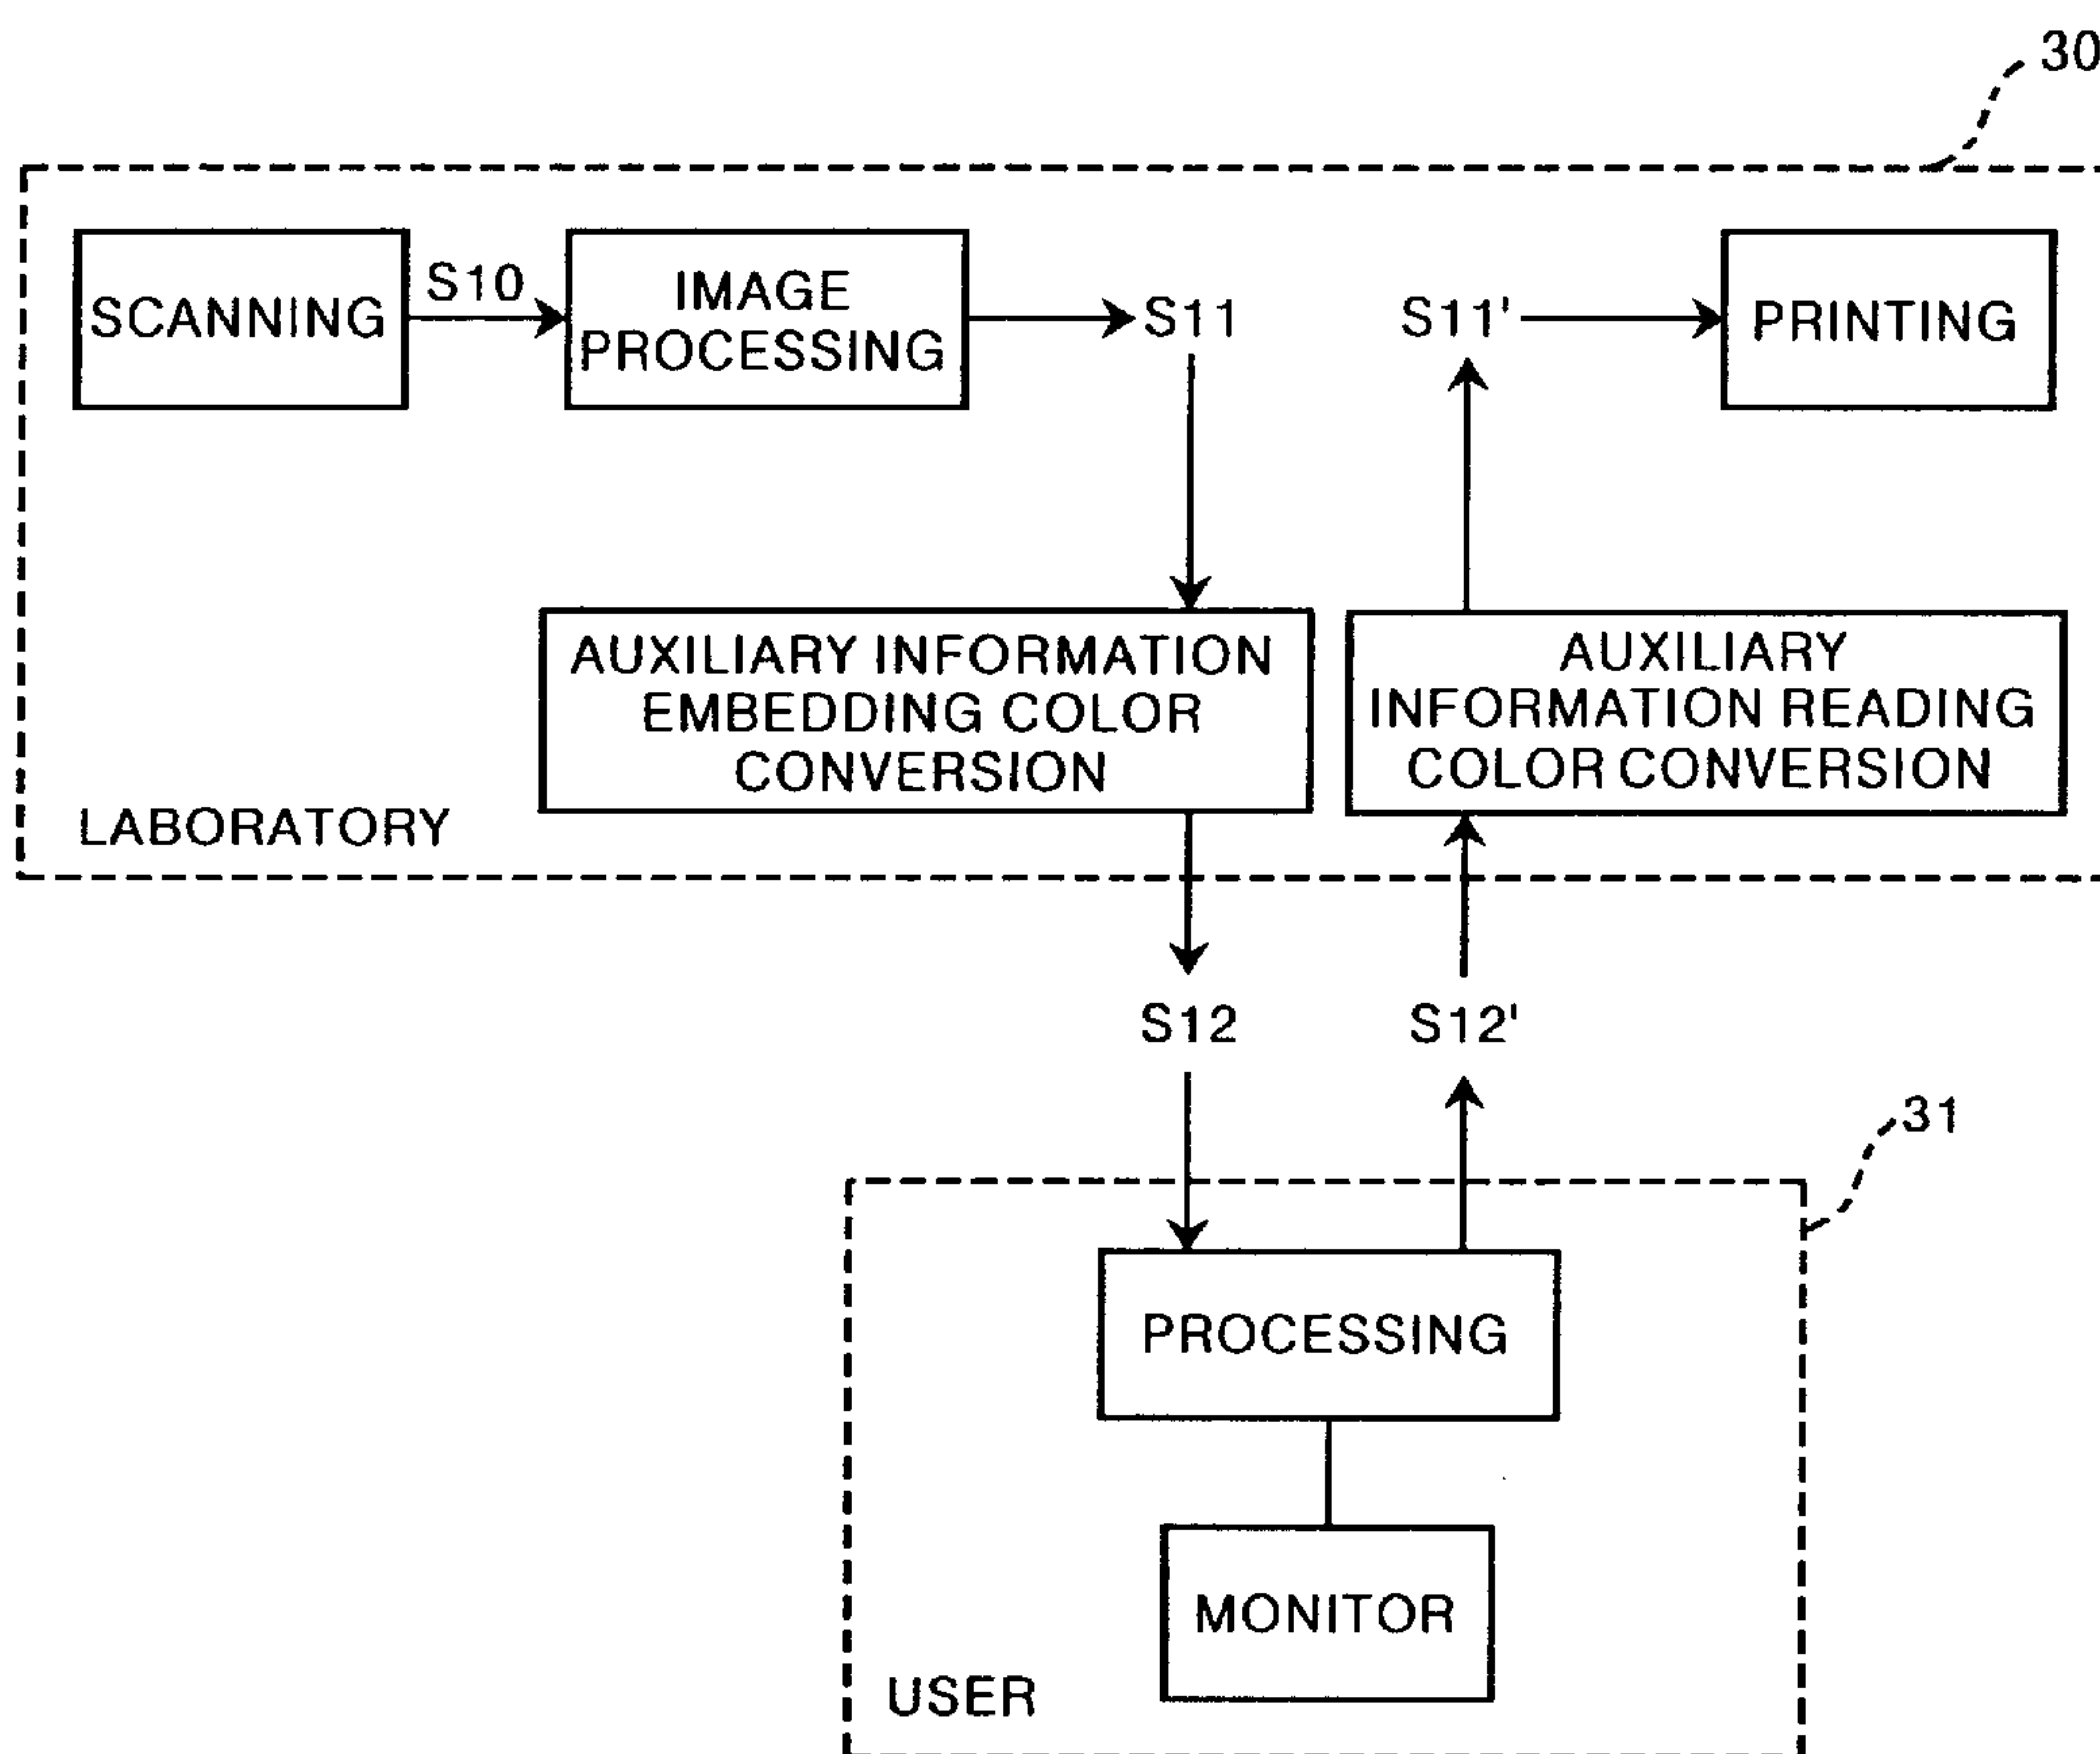 30
SCANNING
S10
IMAGE
PROCESSING
S11
S11'
PRINTING
AUXILIARY INFORMATION
EMBEDDING COLOR
CONVERSION
AUXILIARY
INFORMATION READING
COLOR CONVERSION
LABORATORY
S12
S12'
31
PROCESSING
MONITOR
USER